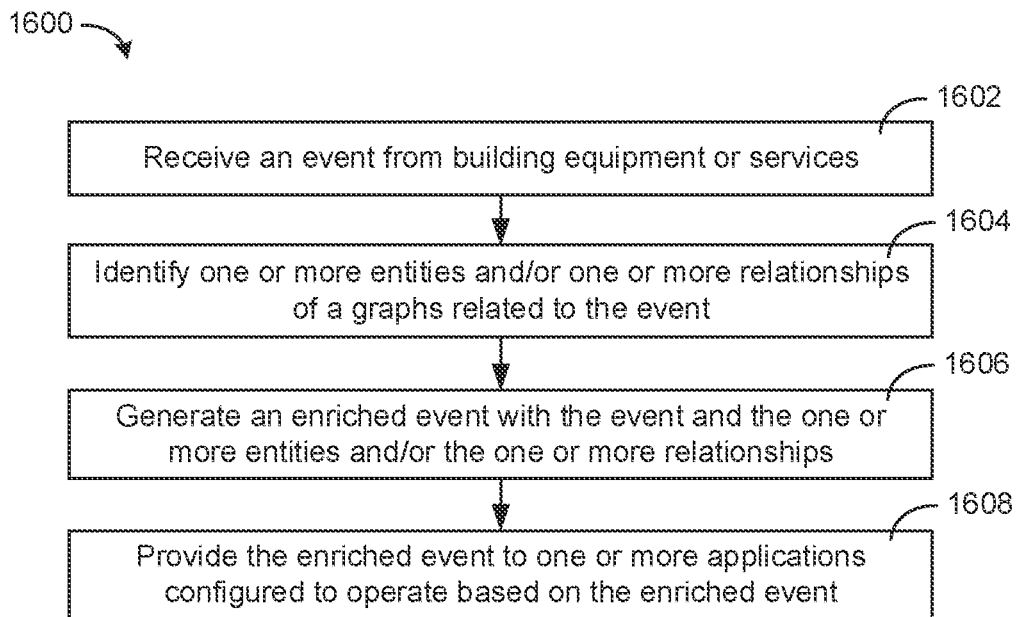 1600
1602
Receive an event from building equipment or services
1604
Identify one or more entities and/or one or more relationships
of a graphs related to the event
1606
Generate an enriched event with the event and the one or
more entities and/or the one or more relationships
1608
Provide the enriched event to one or more applications
configured to operate based on the enriched event